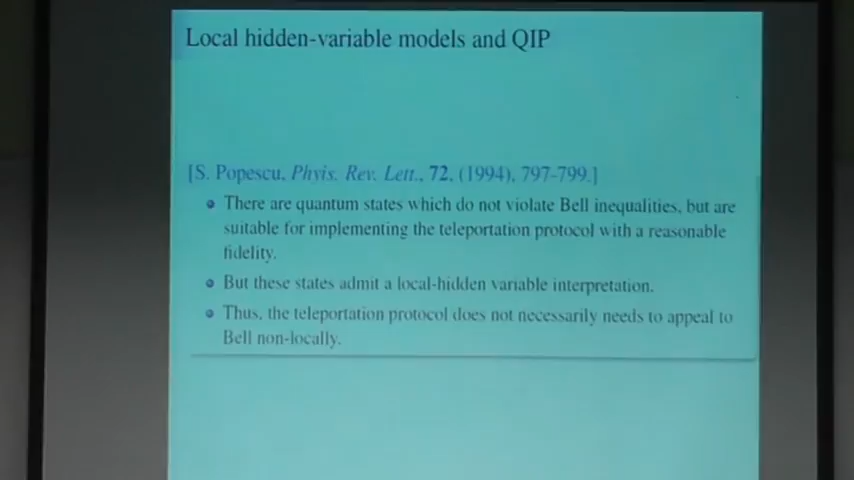 Local hidden-variable models and QIP
[S. Popescu, Phyis. Rev. Lett., 72, (1994), 797-799.]
There are quantum states which do not violate Bell inequalities, but are
suitable for implementing the teleportation protocol with a reasonable
fidelity.
But these states admit a local-hidden variable interpretation.
Thus, the teleportation protocol does not necessarily needs to appeal to
Bell non-locally.